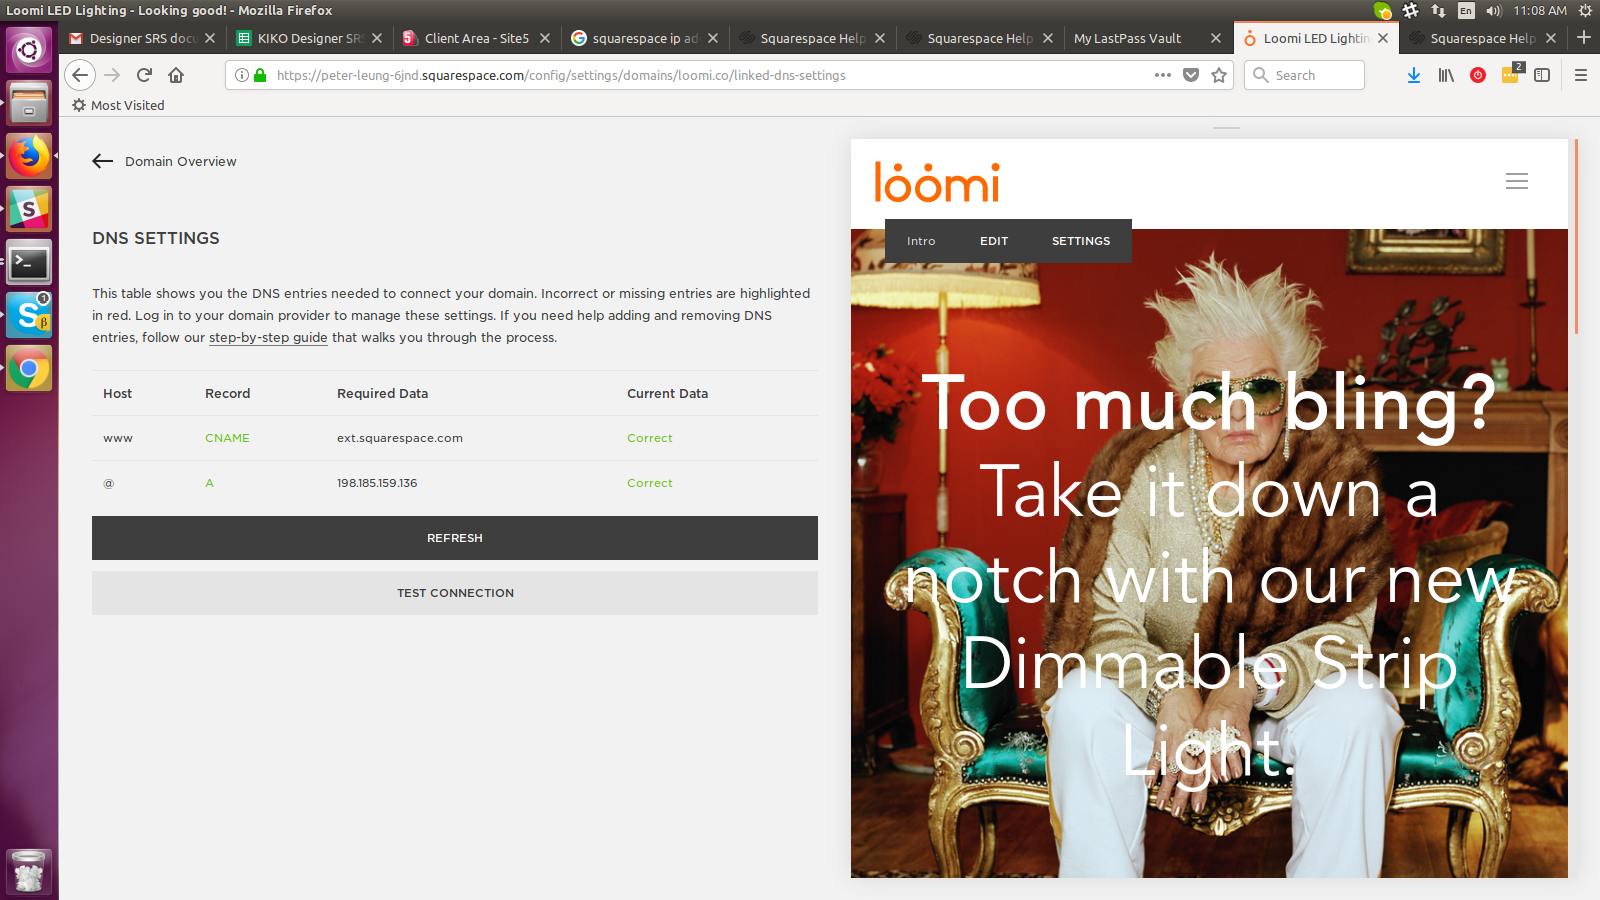 Loomi LED Lighting - Looking good! - Mozilla Firefox
En
11:08 AM
Designer SRS docu
KIKO Designer SRS
Client Area - Site5
squarespace ip ad
Squarespace Help
Squarespace Help
My LastPass Vault
Loomi LED Lightin
Squarespace Help
https://peter-leung-6jnd.squarespace.com/config/settings/domains/loomi.co/linked-dns-settings
Search
2
Most Visited
Domain Overview
DNS SETTINGS
This table shows you the DNS entries needed to connect your domain. Incorrect or missing entries are highlighted
in red. Log in to your domain provider to manage these settings. If you need help adding and removing DNS
entries, follow our step-by-step guide that walks you through the process.
Host Record Required Data Current Data
www CNAME ext.squarespace.com Correct
@ A 198.185.159.136 Correct
REFRESH
TEST CONNECTION
löömi
Intro EDIT SETTINGS
Too much bling?
Take it down a
notch with our new
Dimmable Strip
Light.